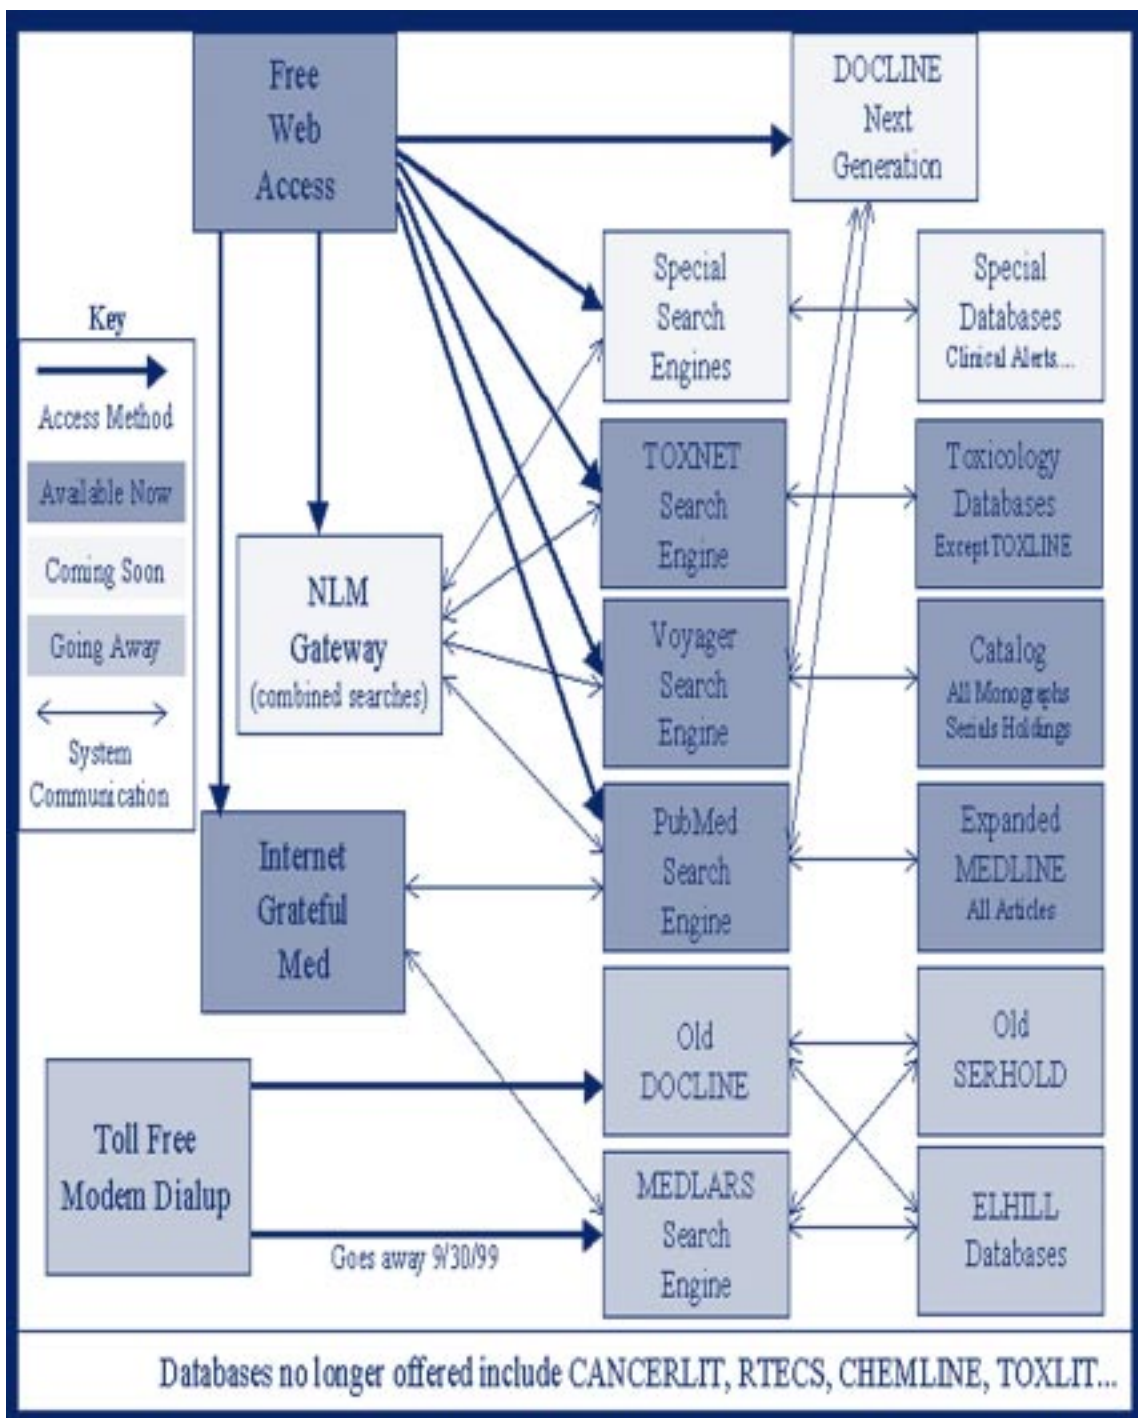 Free
Web
Access
DOCLINE
Next
Generation
Special
Search
Engines
Special
Databases
Clinical Alerts....
Key
Access Method
Available Now
Coming Soon
Going Away
System
Communication
TOXNET
Search
Engine
Toxicology
Databases
Except TOXLINE
NLM
Gateway
(combined searches)
Voyager
Search
Engine
Catalog
All Monographs
Serials Holdings
Internet
Grateful
Med
PubMed
Search
Engine
Expanded
MEDLINE
All Articles
Old
DOCLINE
Old
SERHOLD
Toll Free
Modem Dialup
Goes away 9/30/99
MEDLARS
Search
Engine
ELHILL
Databases
Databases no longer offered include CANCERLIT, RTECS, CHEMLINE, TOXLIT...